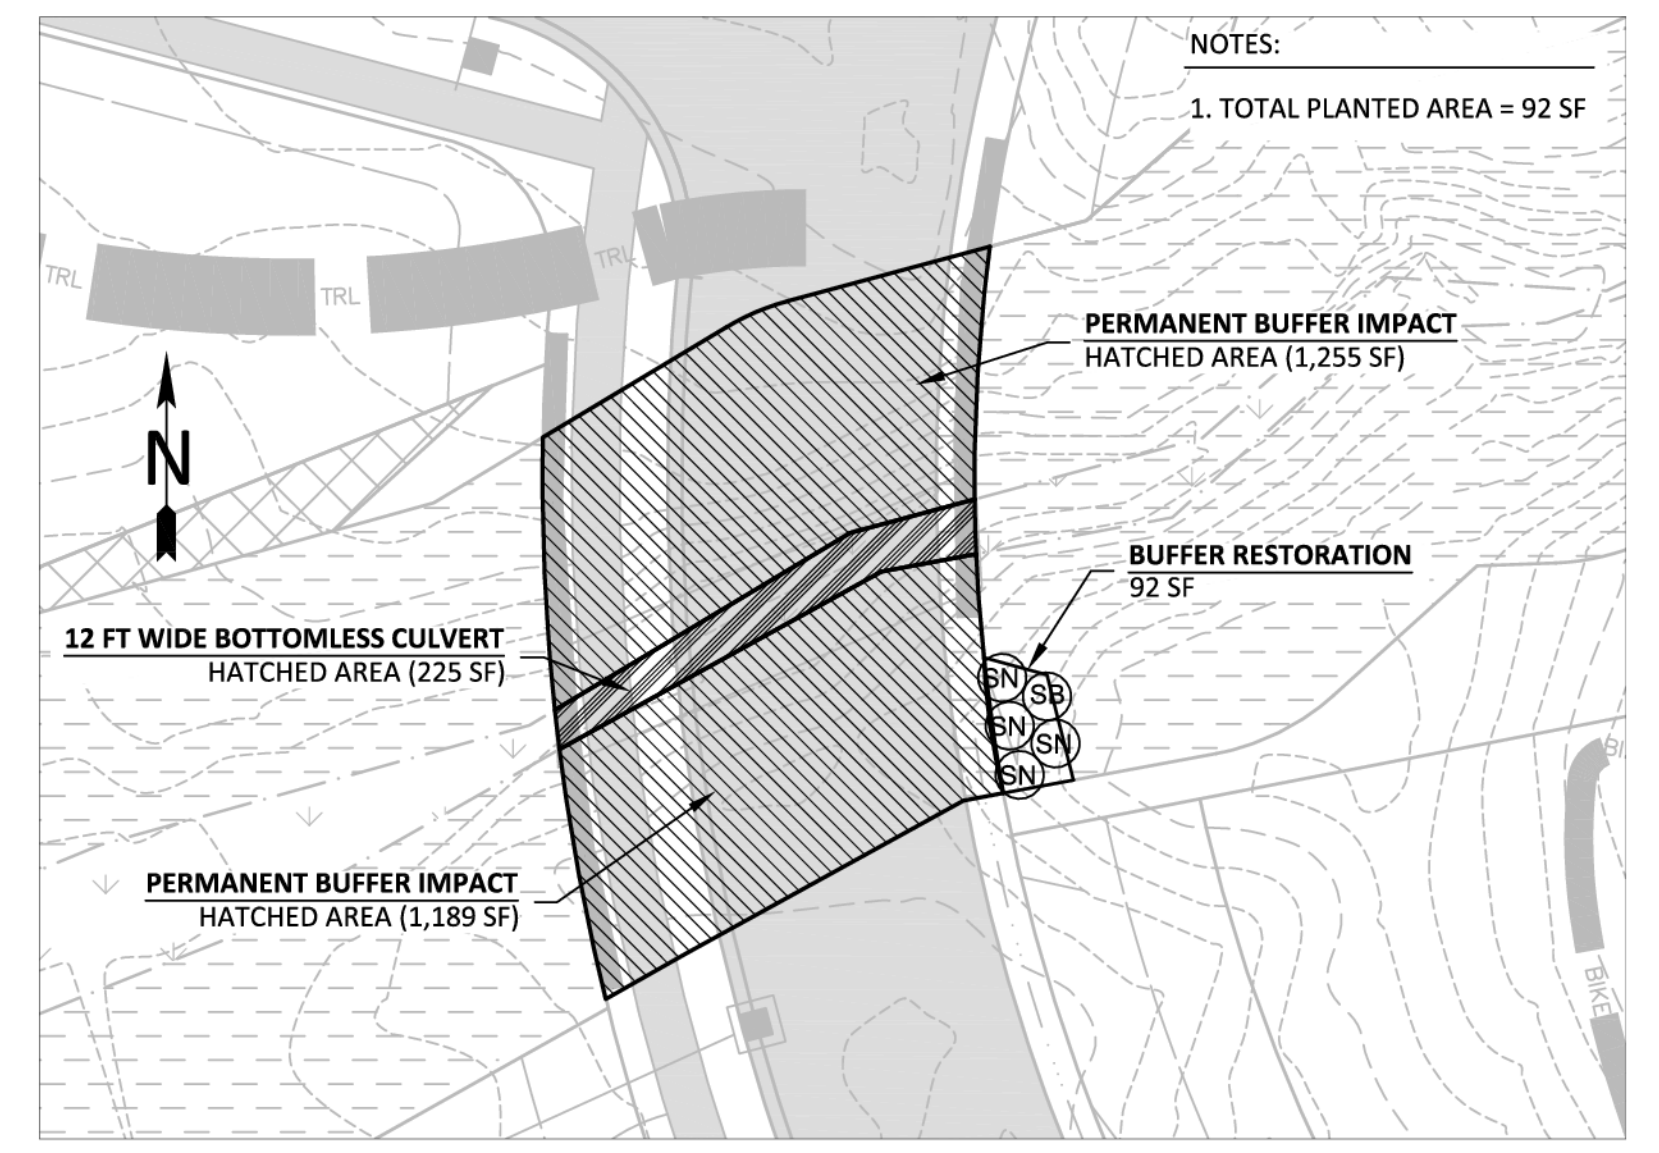 NOTES:
1. TOTAL PLANTED AREA = 92 SF
TRL
TRL
TRL
PERMANENT BUFFER IMPACT
HATCHED AREA (1,255 SF)
N
BUFFER RESTORATION
92 SF
12 FT WIDE BOTTOMLESS CULVERT
HATCHED AREA (225 SF)
SN
SB
SN
SN
SN
BI
PERMANENT BUFFER IMPACT
HATCHED AREA (1,189 SF)
BIKE